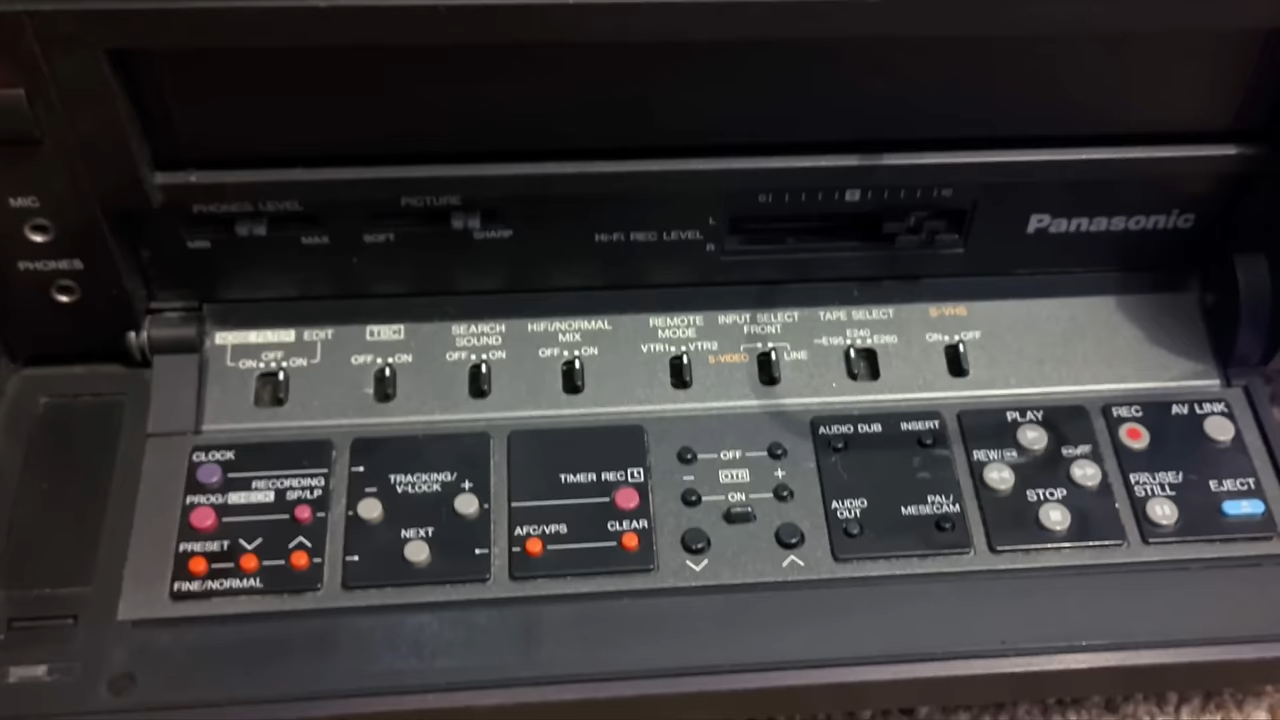 MIC
PHONES
PHONES LEVEL
MIN MAX
PICTURE
SOFT SHARP
HI-FI REC LEVEL
L
R
0 10
Panasonic
NOISE FILTER EDIT
OFF
ON ON
TBC
OFF ON
SEARCH
SOUND
OFF ON
HiFi/NORMAL
MIX
OFF ON
REMOTE
MODE
VTR1 VTR2
INPUT SELECT
FRONT
S-VIDEO LINE
TAPE SELECT
E240
~E195 E260
S-VHS
ON OFF
CLOCK
RECORDING
PROG/CHECK SP/LP
PRESET
FINE/NORMAL
TRACKING/
V-LOCK
- +
NEXT
TIMER REC
AFC/VPS CLEAR
OFF
- OTR +
ON
AUDIO DUB INSERT
AUDIO
OUT
PAL/
MESECAM
PLAY
REW/
STOP
REC AV LINK
PAUSE/
STILL
EJECT